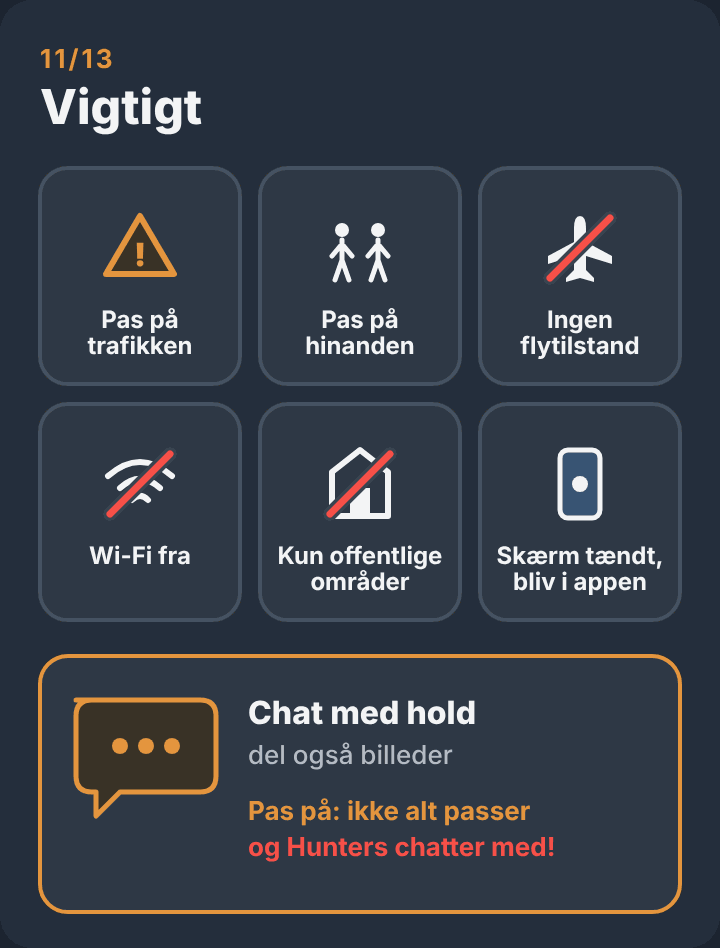 11/13
Vigtigt
Pas på
trafikken
Pas på
hinanden
Ingen
flytilstand
Wi-Fi fra
Kun offentlige
områder
Skærm tændt,
bliv i appen
Chat med hold
del også billeder
Pas på: ikke alt passer
og Hunters chatter med!